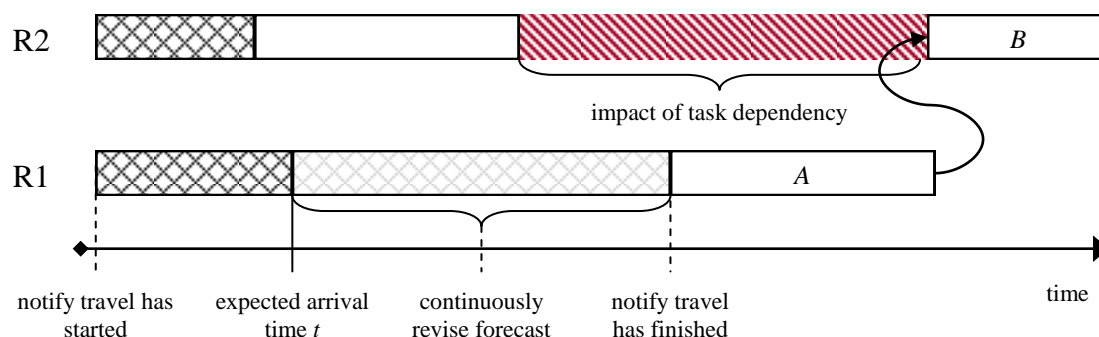 R2
B
impact of task dependency
R1
A
time
notify travel has
started
expected arrival
time t
continuously
revise forecast
notify travel
has finished